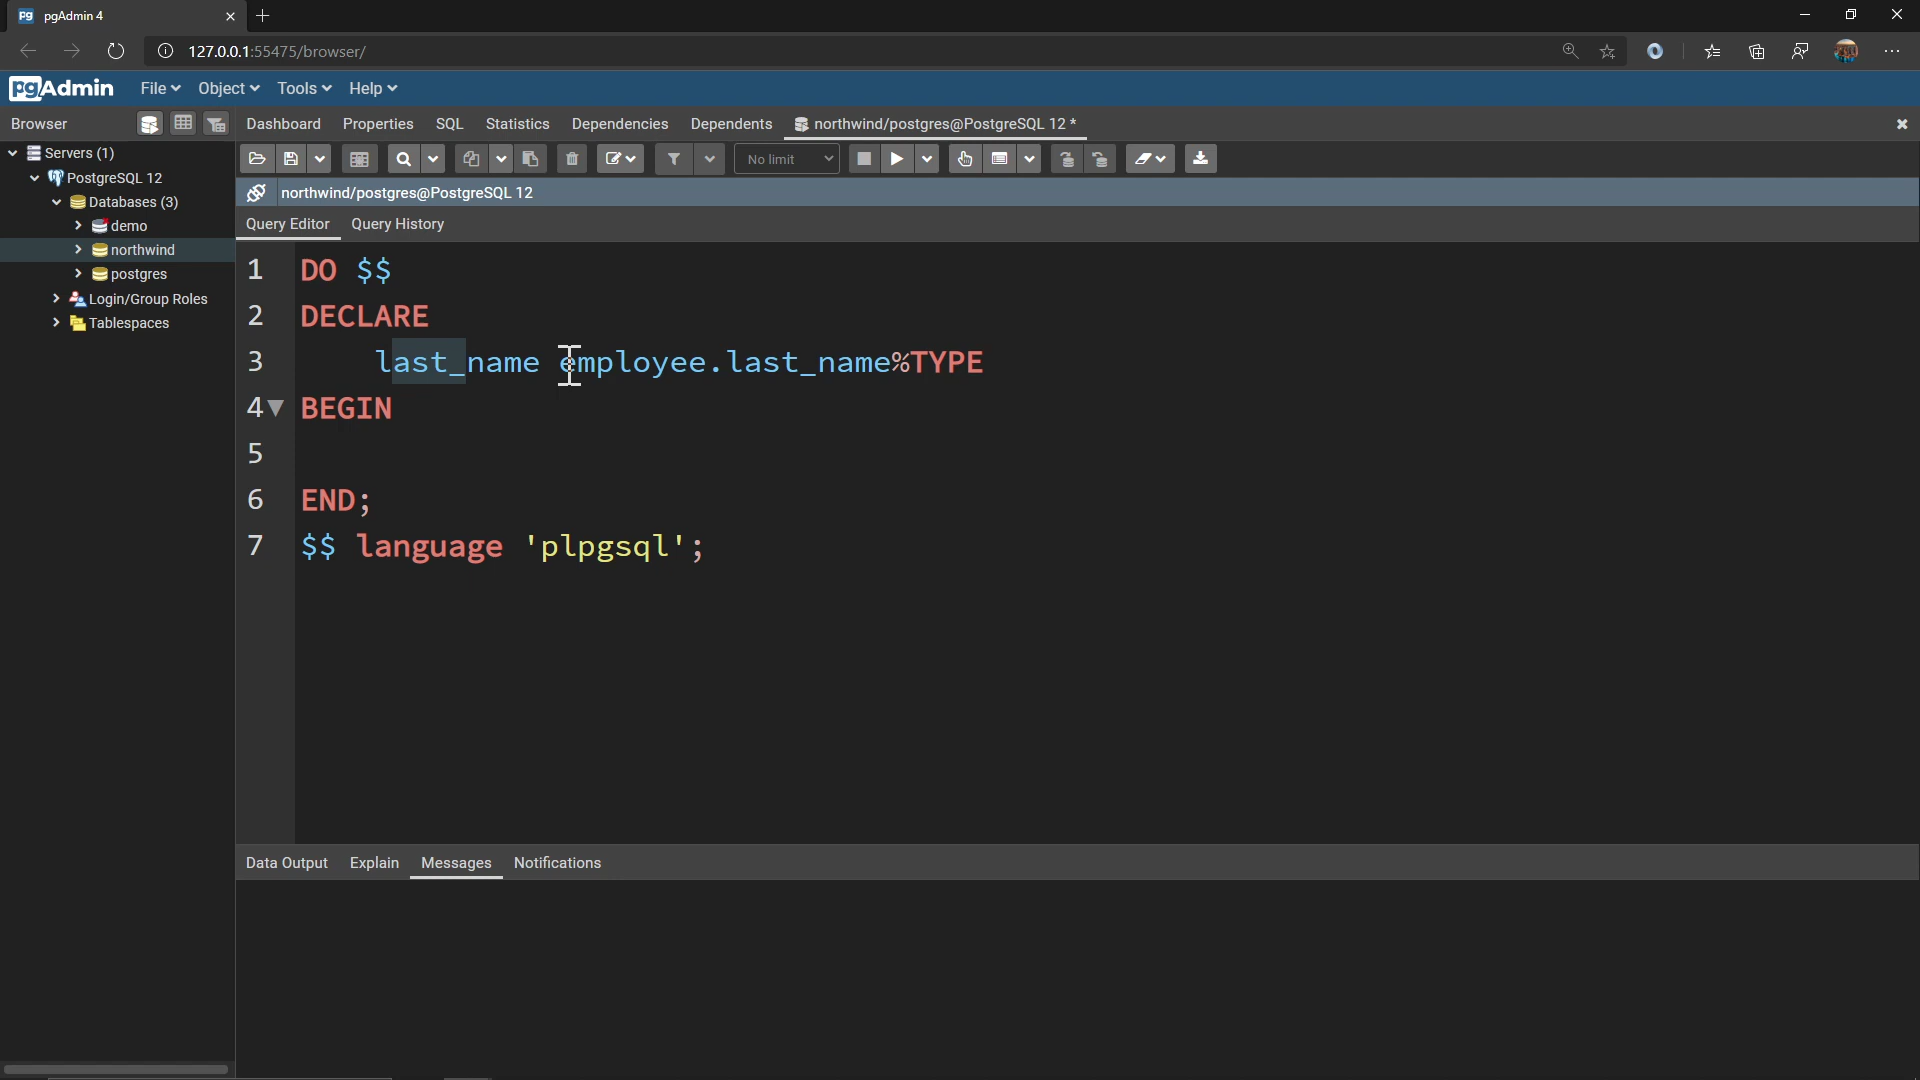 pgAdmin 4
127.0.0.1:55475/browser/
pgAdmin File Object Tools Help
Browser
Dashboard Properties SQL Statistics Dependencies Dependents northwind/postgres@PostgreSQL 12 *
Servers (1)
PostgreSQL 12
Databases (3)
demo
northwind
postgres
Login/Group Roles
Tablespaces
No limit
northwind/postgres@PostgreSQL 12
Query Editor Query History
1 DO $$
2 DECLARE
3 last_name employee.last_name%TYPE
4 BEGIN
5
6 END;
7 $$ language 'plpgsql';
Data Output Explain Messages Notifications